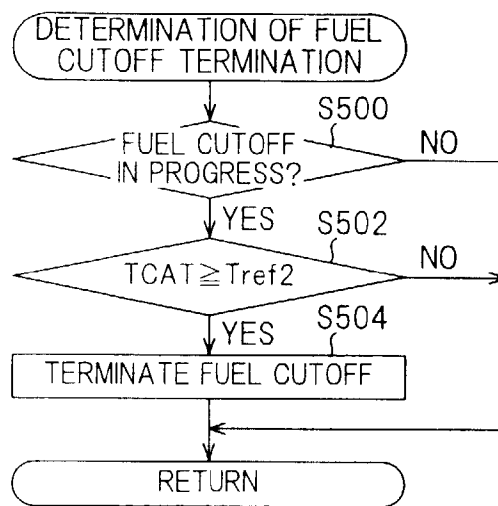 DETERMINATION OF FUEL
CUTOFF TERMINATION
S500
FUEL CUTOFF
IN PROGRESS?
NO
YES
S502
TCAT≧Tref2
NO
YES
S504
TERMINATE FUEL CUTOFF
RETURN